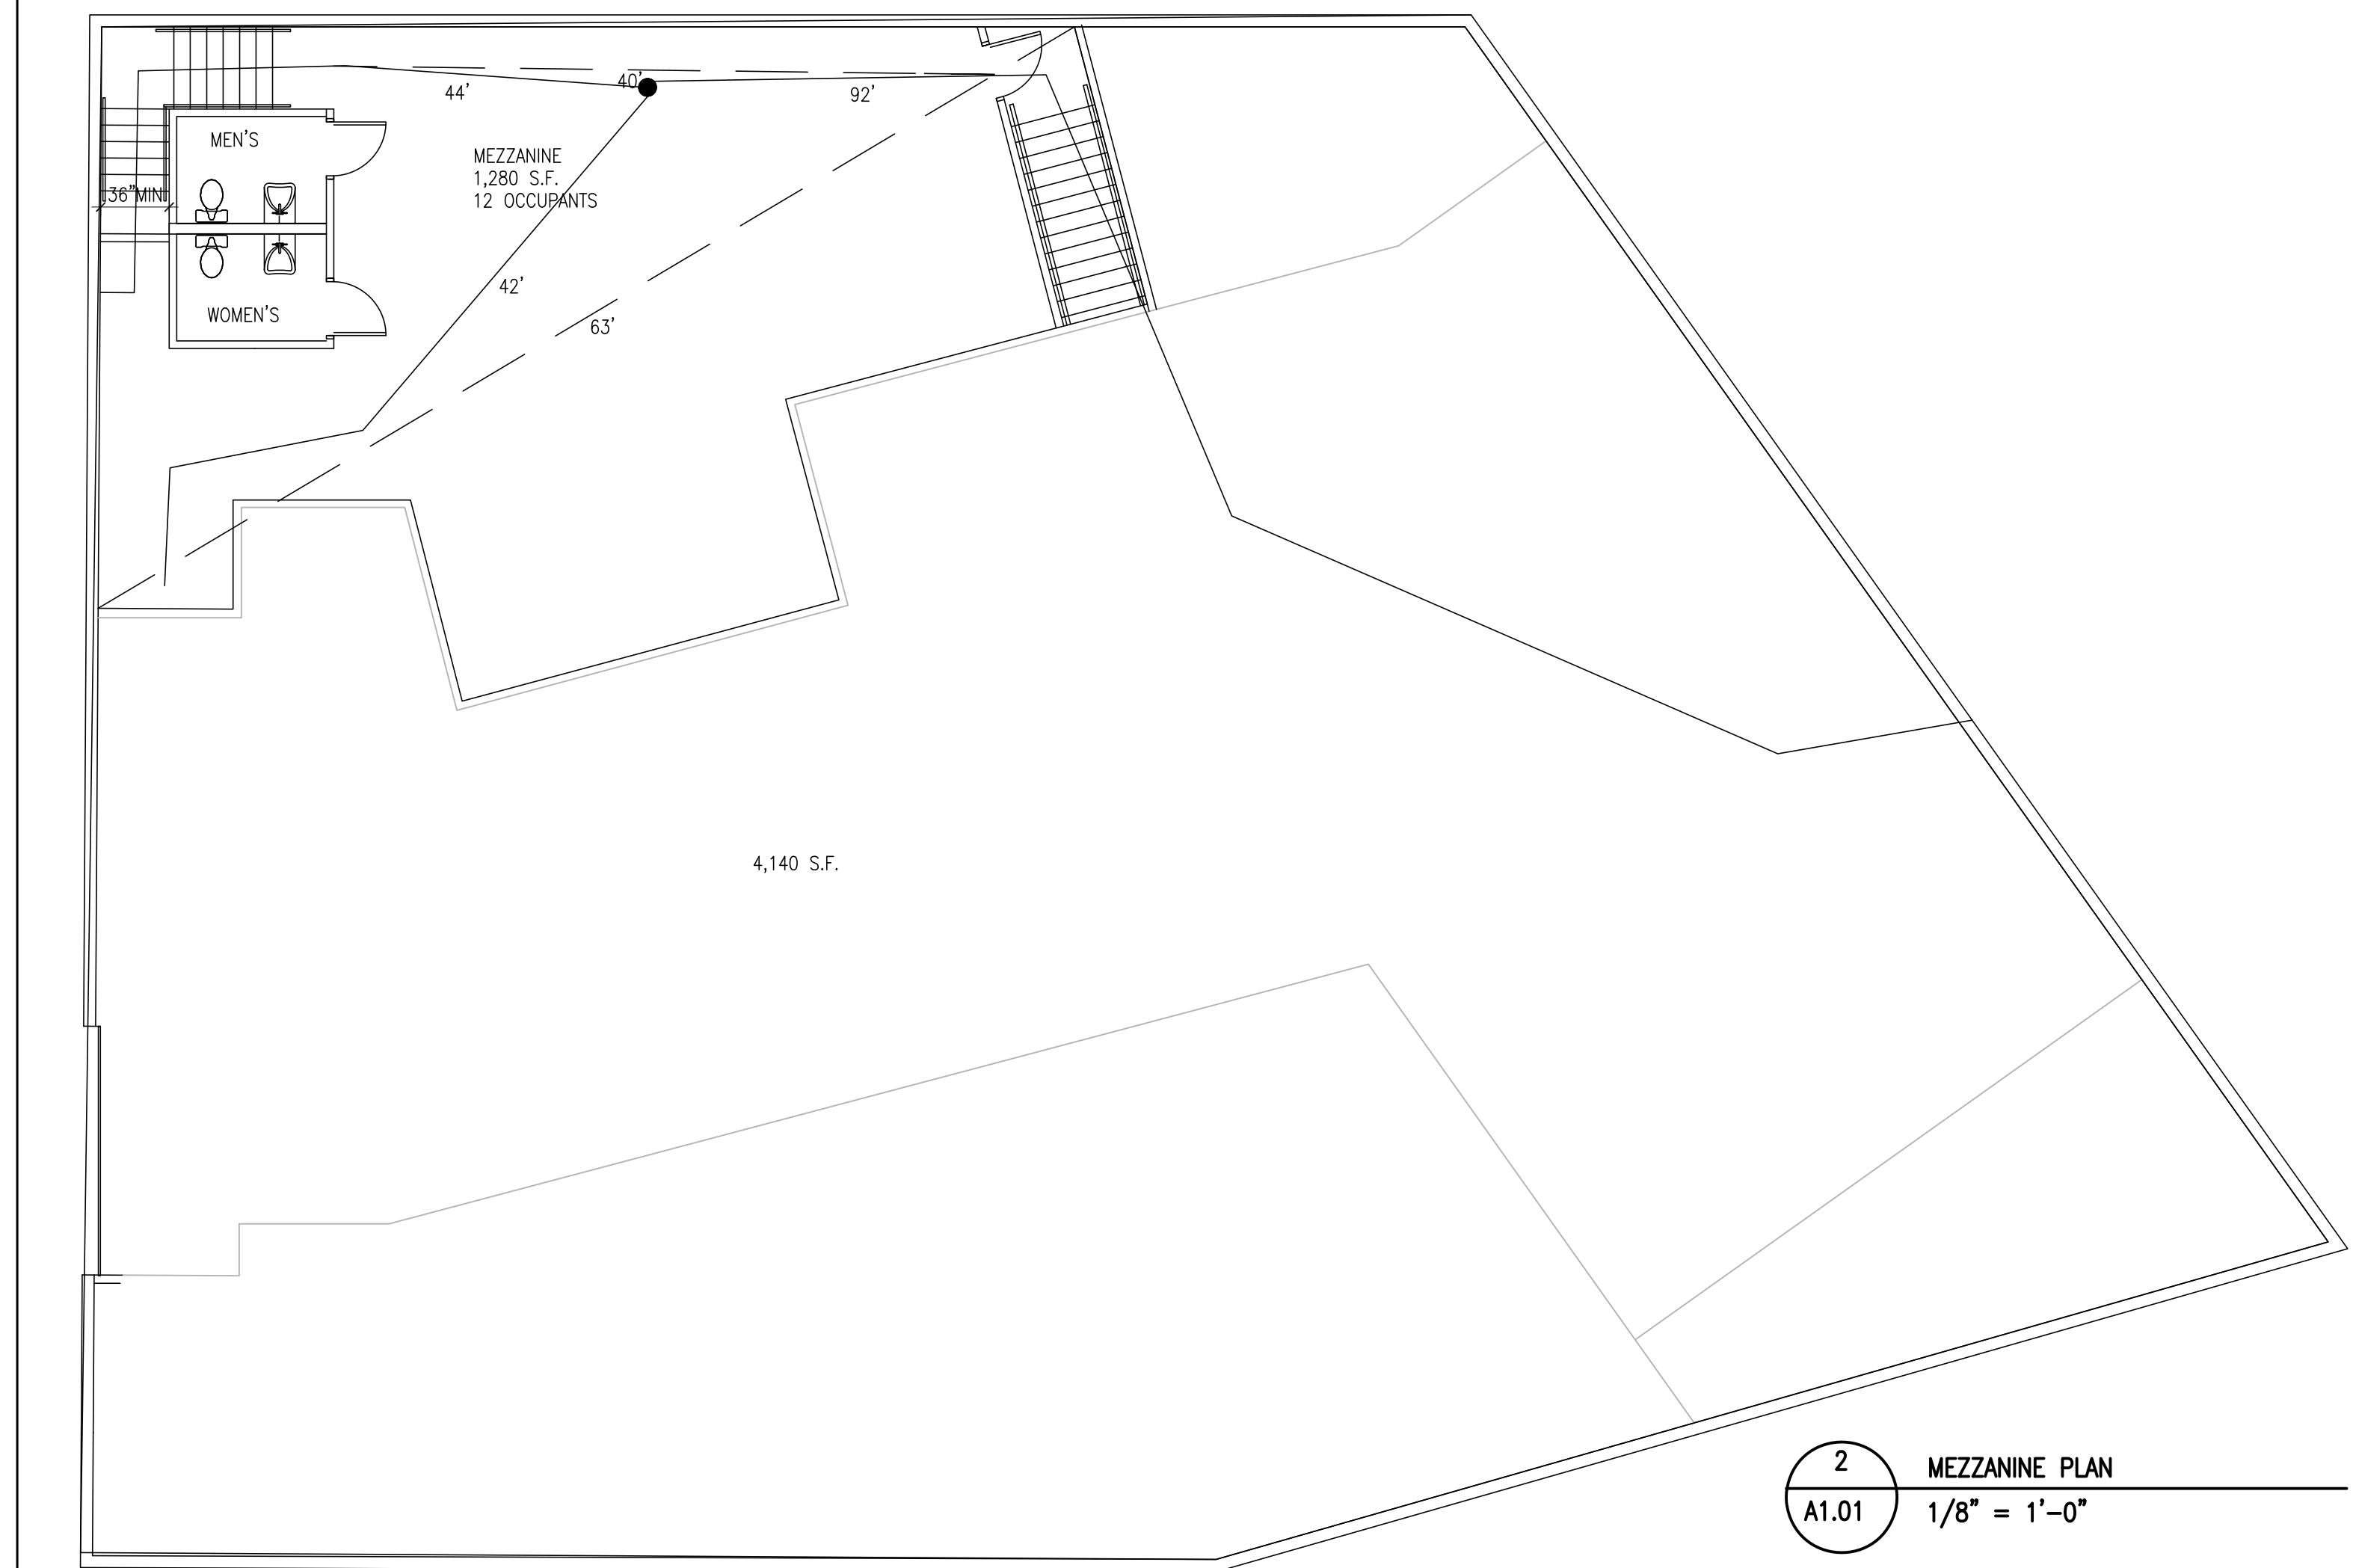 40'
44'
92'
MEN'S
MEZZANINE
1,280 S.F.
12 OCCUPANTS
36"MIN
42'
WOMEN'S
63'
4,140 S.F.
2
MEZZANINE PLAN
A1.01
1/8" = 1'-0"